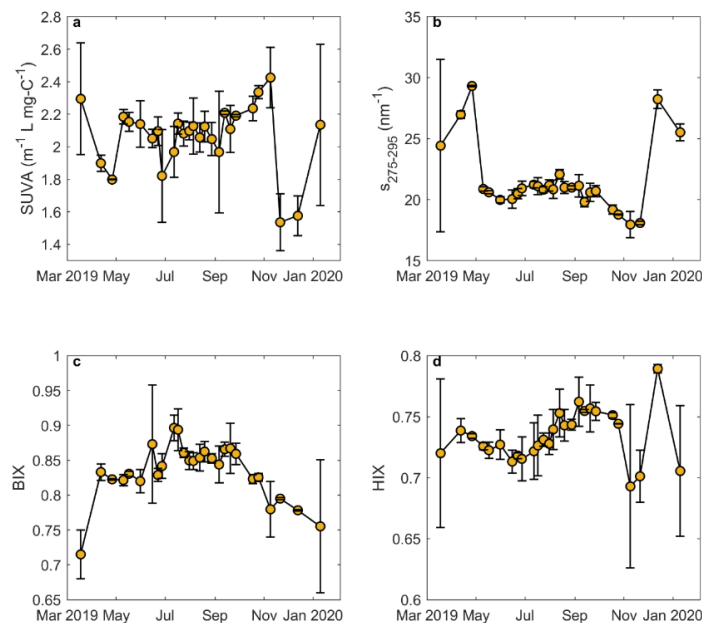 a
2.8
2.6
2.4
2.2
2
1.8
1.6
1.4
SUVA (m⁻¹ L mg-C⁻¹)
Mar 2019 May Jul Sep Nov Jan 2020
b
35
30
25
20
15
s₂₇₅₋₂₉₅ (nm⁻¹)
Mar 2019 May Jul Sep Nov Jan 2020
c
1
0.95
0.9
0.85
0.8
0.75
0.7
0.65
BIX
Mar 2019 May Jul Sep Nov Jan 2020
d
0.8
0.75
0.7
0.65
0.6
HIX
Mar 2019 May Jul Sep Nov Jan 2020